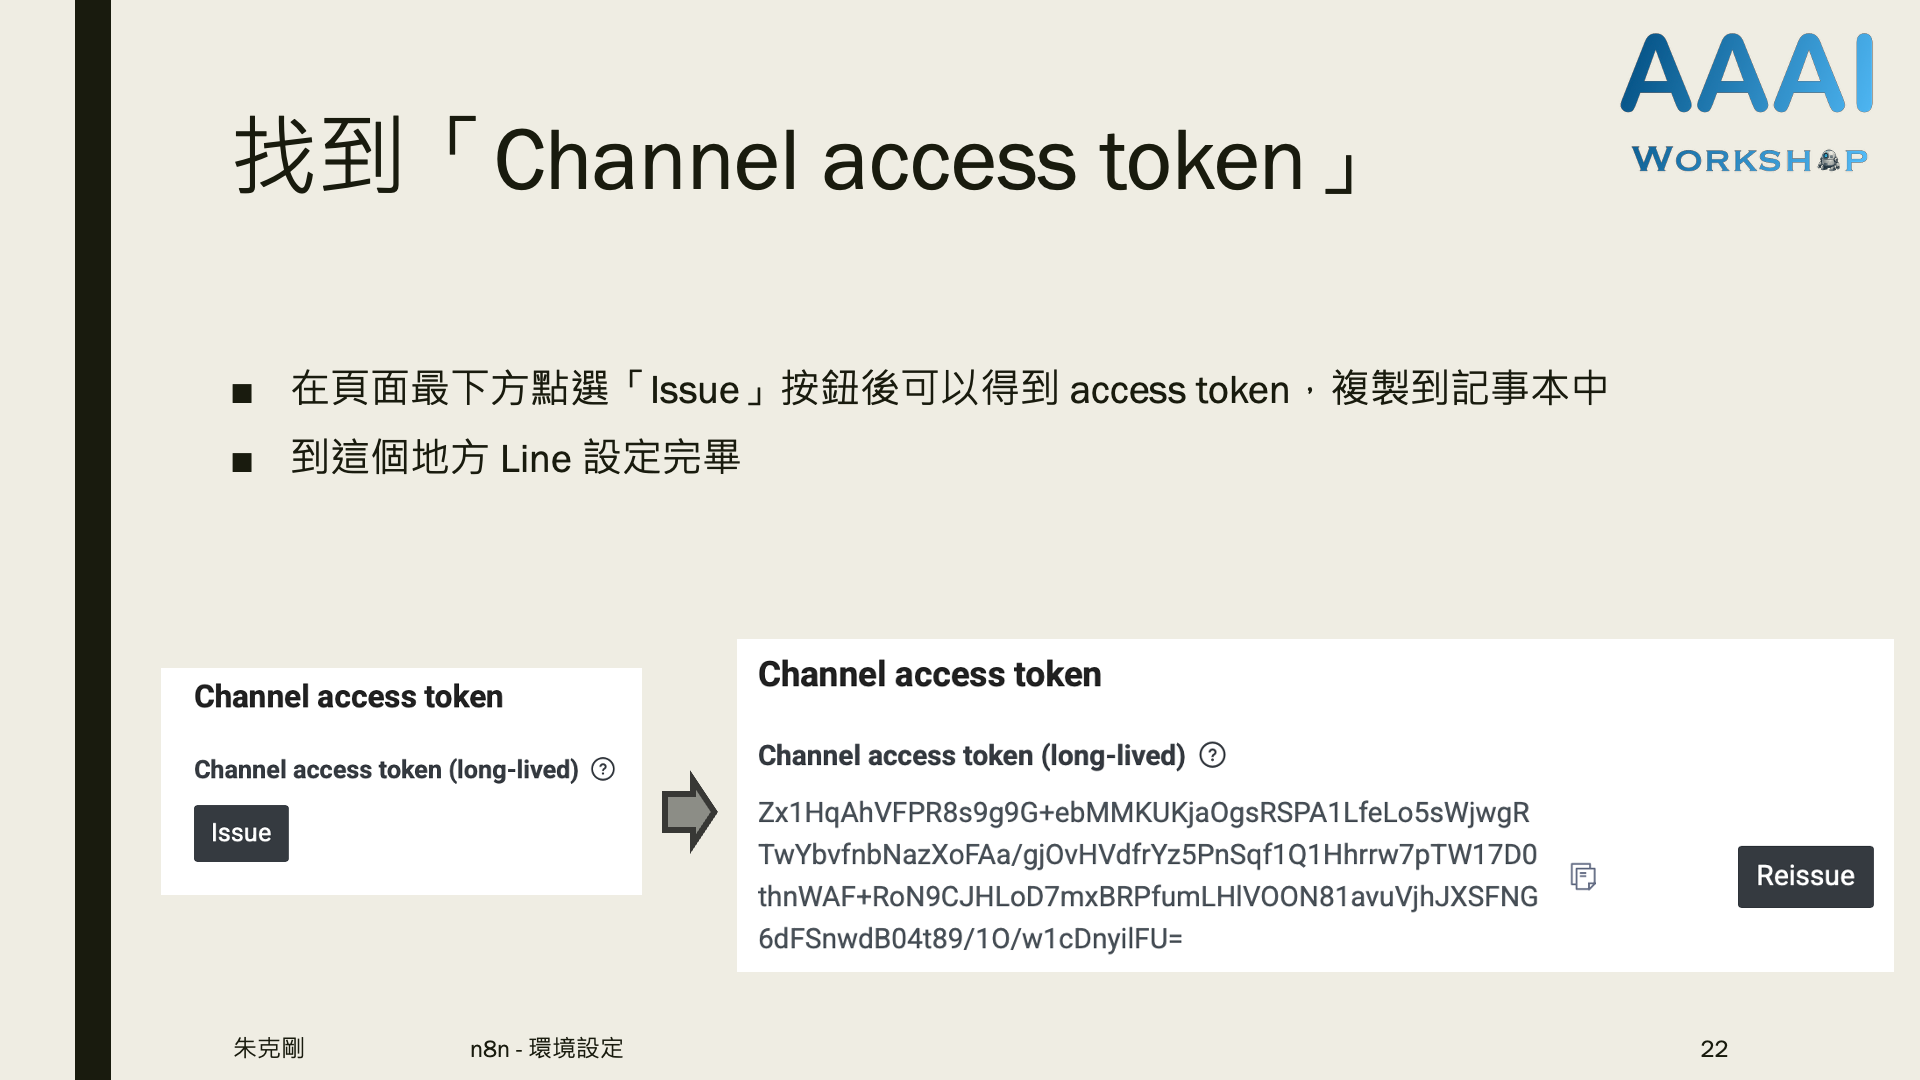 AAAI
WORKSHOP
找到「Channel access token」
■ 在頁面最下方點選「Issue」按鈕後可以得到 access token，複製到記事本中
■ 到這個地方 Line 設定完畢
Channel access token
Channel access token (long-lived) ?
Issue
Channel access token
Channel access token (long-lived) ?
Zx1HqAhVFPR8s9g9G+ebMMKUKjaOgsRSPA1LfeLo5sWjwgR
TwYbvfnbNazXoFAa/gjOvHVdfrYz5PnSqf1Q1Hhrrw7pTW17D0
thnWAF+RoN9CJHLoD7mxBRPfumLHlVOON81avuVjhJXSFNG
6dFSnwdB04t89/1O/w1cDnyilFU=
Reissue
朱克剛
n8n - 環境設定
22